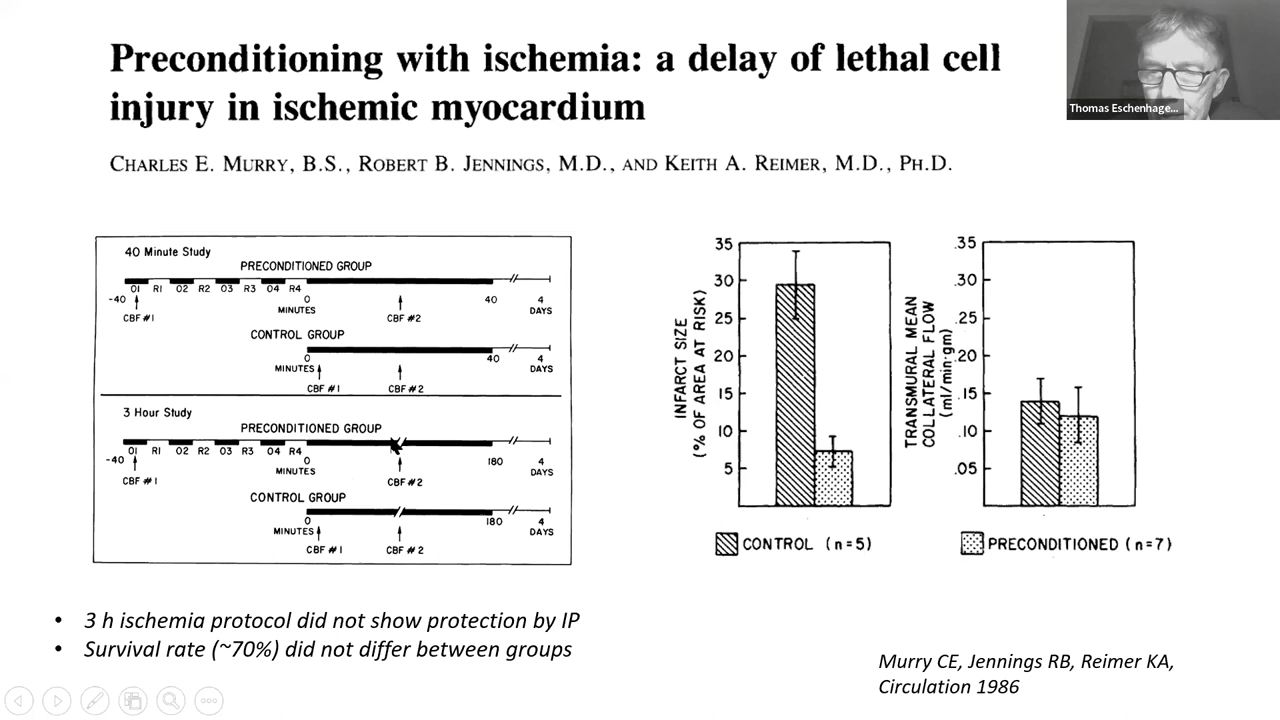 Preconditioning with ischemia: a delay of lethal cell
injury in ischemic myocardium
CHARLES E. MURRY, B.S., ROBERT B. JENNINGS, M.D., AND KEITH A. REIMER, M.D., PH.D.
Thomas Eschenhage...
40 Minute Study
PRECONDITIONED GROUP
O1 R1 O2 R2 O3 R3 O4 R4
-40 0 40 4
MINUTES DAYS
CBF #1 CBF #2
CONTROL GROUP
0 40 4
MINUTES DAYS
CBF #1 CBF #2
3 Hour Study
PRECONDITIONED GROUP
O1 R1 O2 R2 O3 R3 O4 R4
-40 0 180 4
MINUTES DAYS
CBF #1 CBF #2
CONTROL GROUP
0 180 4
MINUTES DAYS
CBF #1 CBF #2
INFARCT SIZE
(% OF AREA AT RISK)
35
30
25
20
15
10
5
TRANSMURAL MEAN
COLLATERAL FLOW
(ml/min·gm)
.35
.30
.25
.20
.15
.10
.05
CONTROL (n=5)
PRECONDITIONED (n=7)
• 3 h ischemia protocol did not show protection by IP
• Survival rate (~70%) did not differ between groups
Murry CE, Jennings RB, Reimer KA,
Circulation 1986